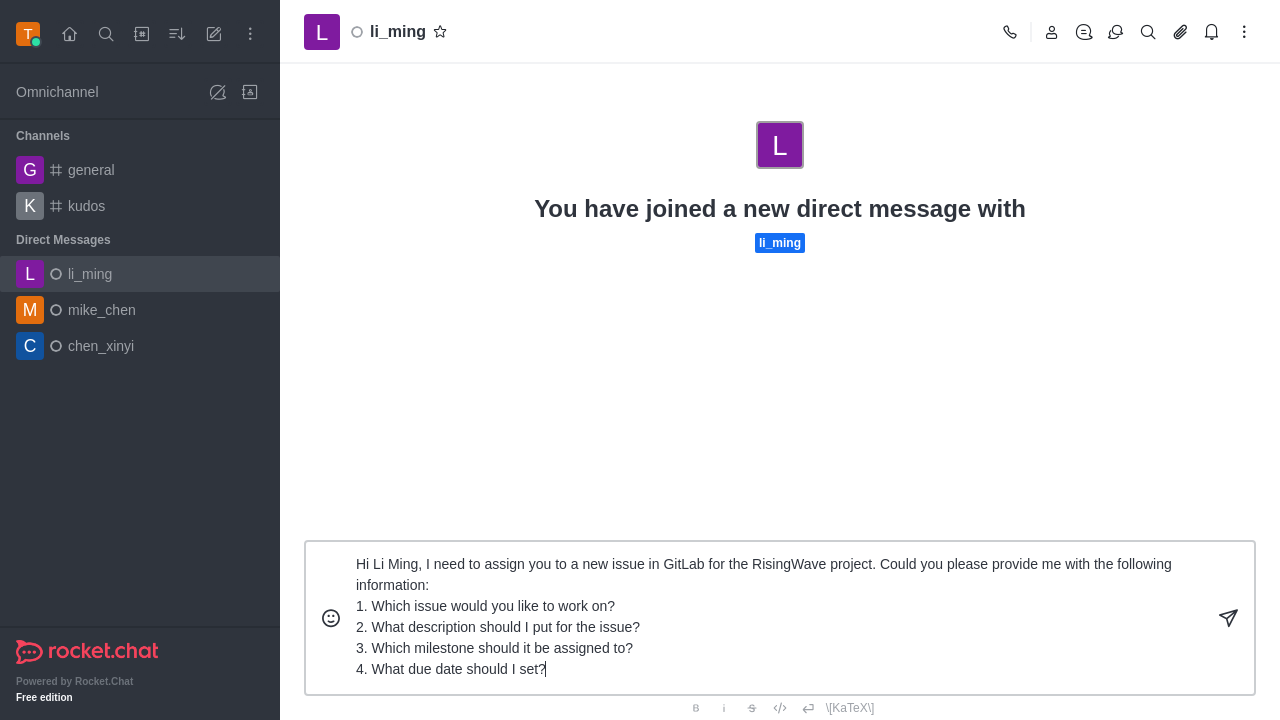 T
Omnichannel
Channels
G general
K kudos
Direct Messages
L li_ming
M mike_chen
C chen_xinyi
rocket.chat
Powered by Rocket.Chat
Free edition
L li_ming
L
You have joined a new direct message with
li_ming
Hi Li Ming, I need to assign you to a new issue in GitLab for the RisingWave project. Could you please provide me with the following
information:
1. Which issue would you like to work on?
2. What description should I put for the issue?
3. Which milestone should it be assigned to?
4. What due date should I set?
B i S \[KaTeX\]